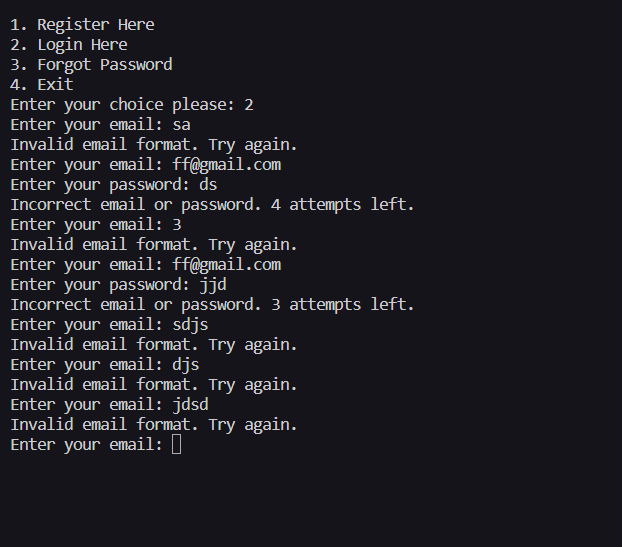 1. Register Here
2. Login Here
3. Forgot Password
4. Exit
Enter your choice please: 2
Enter your email: sa
Invalid email format. Try again.
Enter your email: ff@gmail.com
Enter your password: ds
Incorrect email or password. 4 attempts left.
Enter your email: 3
Invalid email format. Try again.
Enter your email: ff@gmail.com
Enter your password: jjd
Incorrect email or password. 3 attempts left.
Enter your email: sdjs
Invalid email format. Try again.
Enter your email: djs
Invalid email format. Try again.
Enter your email: jdsd
Invalid email format. Try again.
Enter your email: